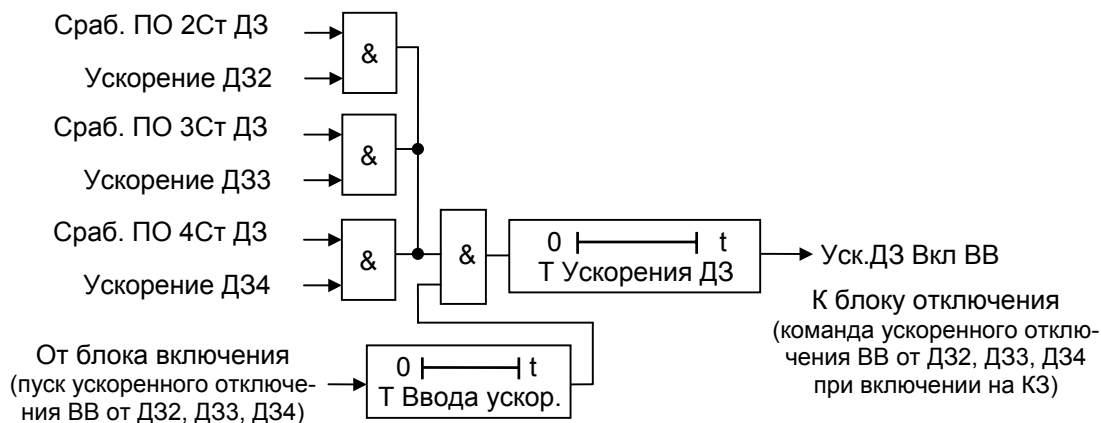 Сраб. ПО 2Ст ДЗ
&
Ускорение ДЗ2
Сраб. ПО 3Ст ДЗ
&
Ускорение ДЗ3
Сраб. ПО 4Ст ДЗ
&
Ускорение ДЗ4
&
0 t
Т Ускорения ДЗ
Уск.ДЗ Вкл ВВ
К блоку отключения
(команда ускоренного отклю-
чения ВВ от ДЗ2, ДЗ3, ДЗ4
при включении на КЗ)
От блока включения
(пуск ускоренного отключе-
ния ВВ от ДЗ2, ДЗ3, ДЗ4)
0 t
Т Ввода ускор.